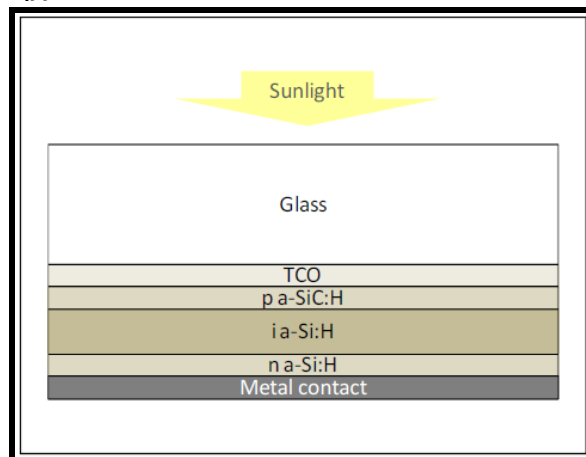 Sunlight
Glass
TCO
p a-SiC:H
i a-Si:H
n a-Si:H
Metal contact